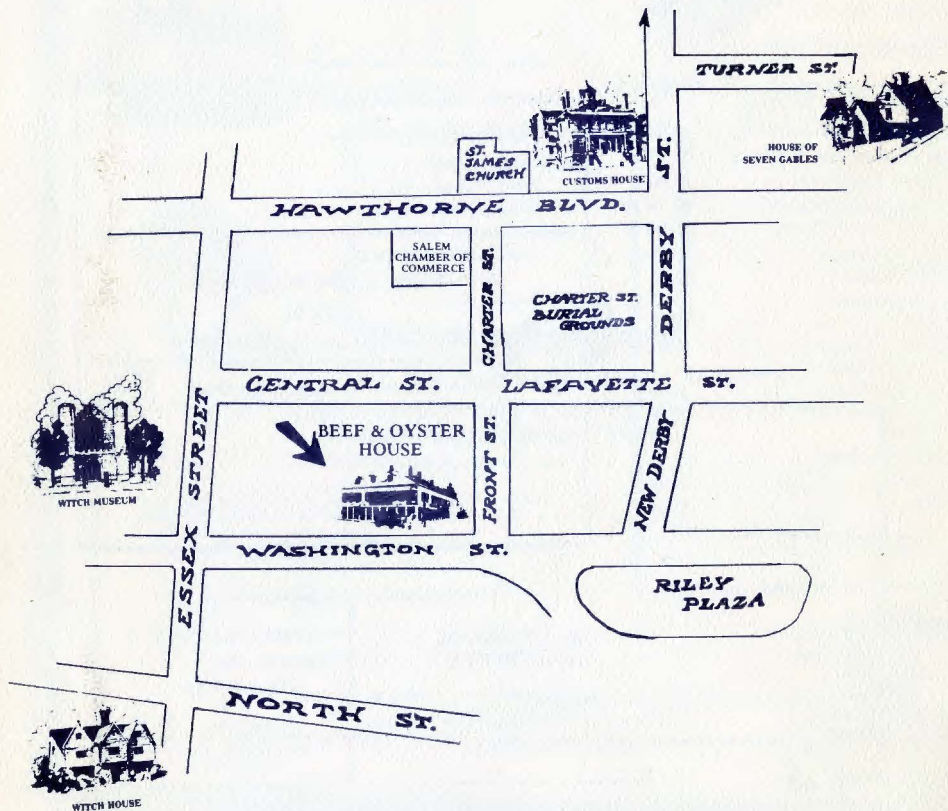 TURNER ST.
HOUSE OF
SEVEN GABLES
ST.
JAMES
CHURCH
CUSTOMS HOUSE
DERBY ST.
HAWTHORNE BLVD.
SALEM
CHAMBER OF
COMMERCE
CHARTER ST.
CHARTER ST.
BURIAL
GROUNDS
CENTRAL ST.
LAFAYETTE ST.
ESSEX STREET
WITCH MUSEUM
BEEF & OYSTER
HOUSE
FRONT ST.
NEW DERBY
WASHINGTON ST.
RILEY
PLAZA
NORTH ST.
WITCH HOUSE